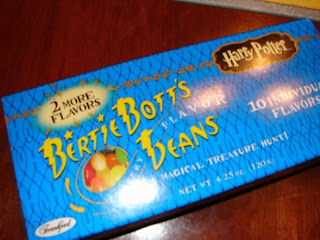 2 MORE
FLAVORS
Harry Potter
BERTIE BOTT'S
FLAVOR
BEANS
10 INDIVIDUAL
FLAVORS
MAGICAL TREASURE HUNT!
NET WT 4.25 OZ. (120g)
Frankford